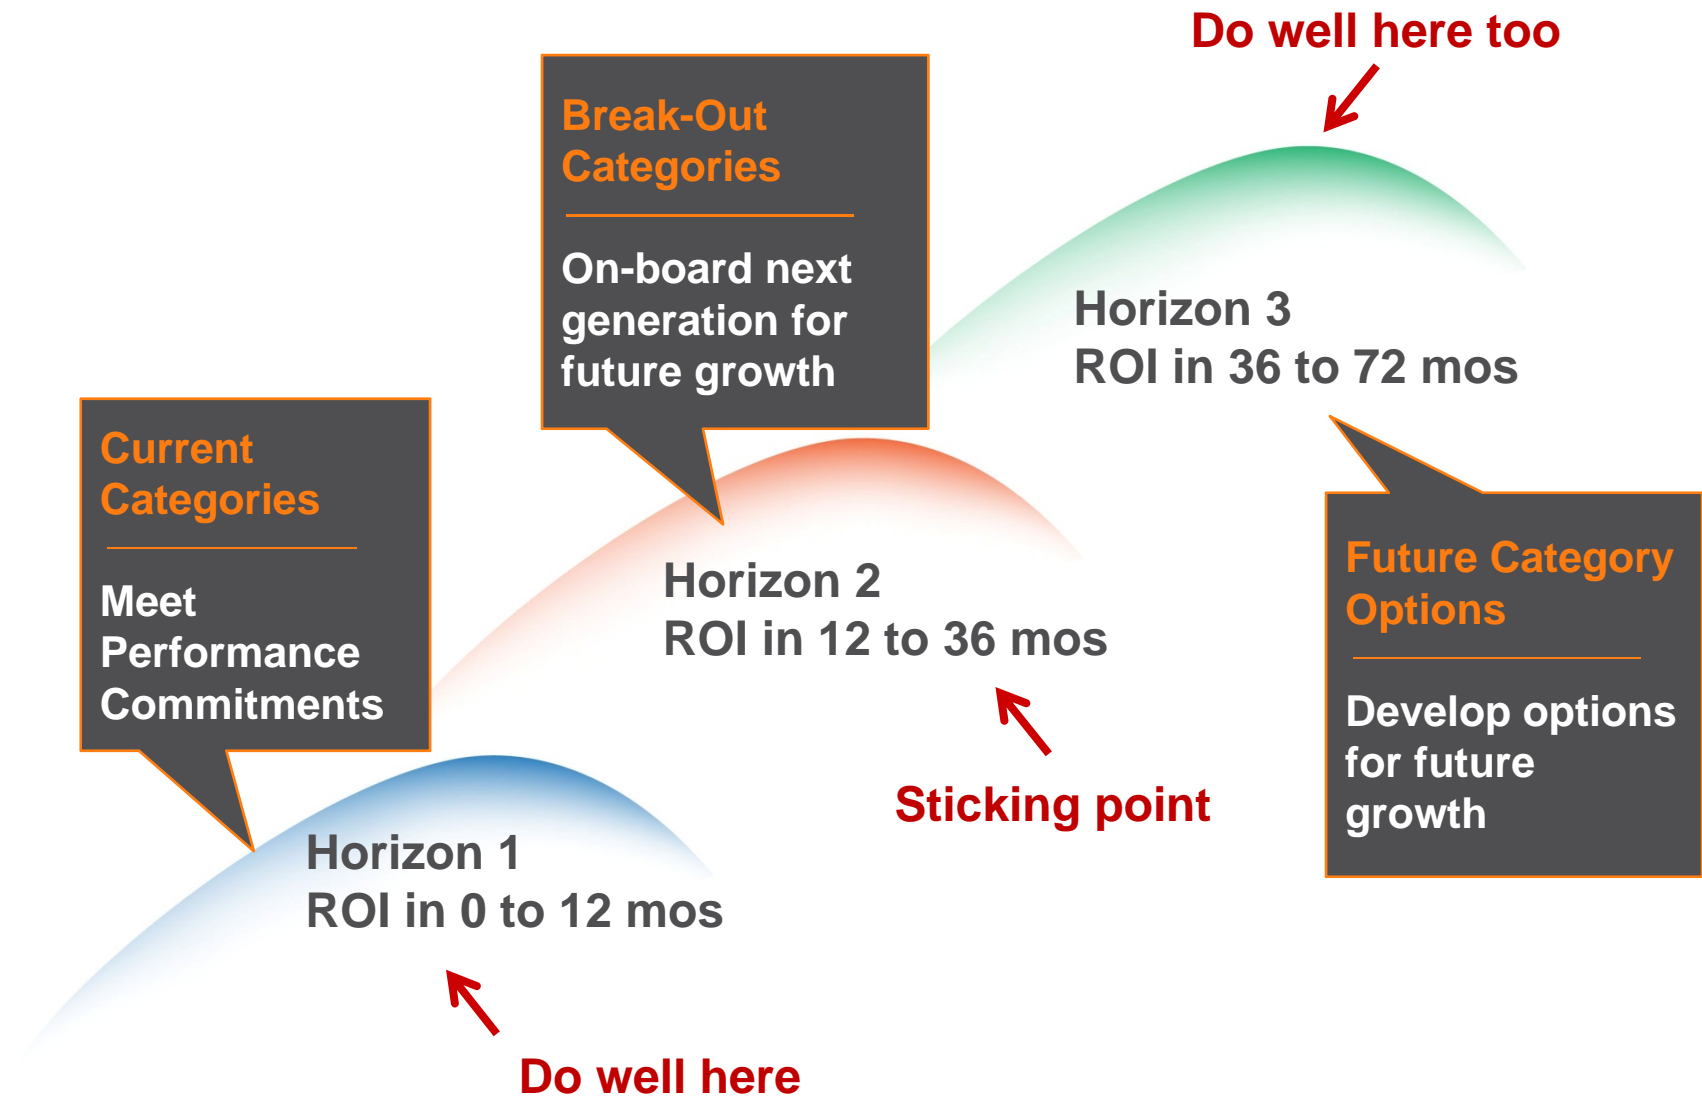 Do well here too
Break-Out
Categories
On-board next
generation for
future growth
Horizon 3
ROI in 36 to 72 mos
Current
Categories
Meet
Performance
Commitments
Horizon 2
ROI in 12 to 36 mos
Future Category
Options
Develop options
for future
growth
Sticking point
Horizon 1
ROI in 0 to 12 mos
Do well here